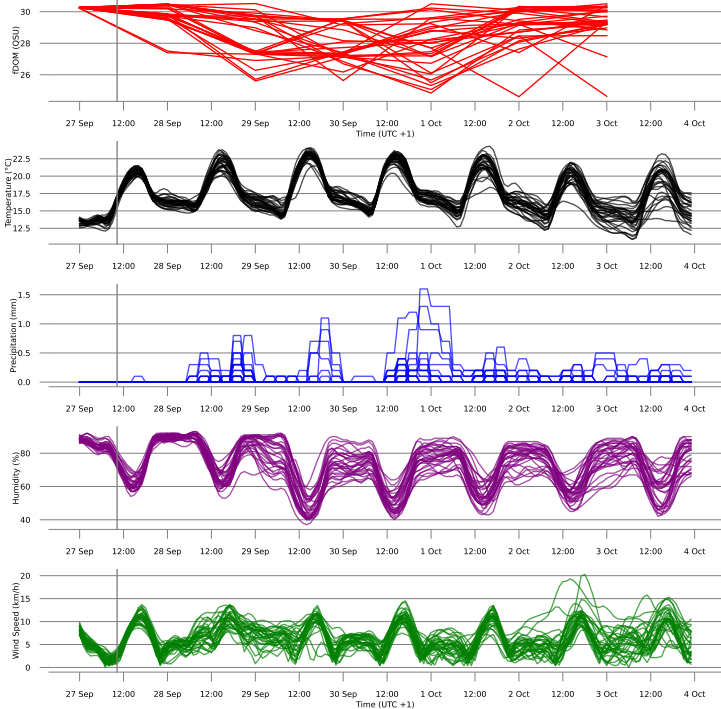 fDOM (QSU)
30
28
26
27 Sep 12:00 28 Sep 12:00 29 Sep 12:00 30 Sep 12:00 1 Oct 12:00 2 Oct 12:00 3 Oct 12:00 4 Oct
Time (UTC +1)
Temperature (°C)
22.5
20.0
17.5
15.0
12.5
27 Sep 12:00 28 Sep 12:00 29 Sep 12:00 30 Sep 12:00 1 Oct 12:00 2 Oct 12:00 3 Oct 12:00 4 Oct
Precipitation (mm)
1.5
1.0
0.5
0.0
27 Sep 12:00 28 Sep 12:00 29 Sep 12:00 30 Sep 12:00 1 Oct 12:00 2 Oct 12:00 3 Oct 12:00 4 Oct
Humidity (%)
80
60
40
27 Sep 12:00 28 Sep 12:00 29 Sep 12:00 30 Sep 12:00 1 Oct 12:00 2 Oct 12:00 3 Oct 12:00 4 Oct
Wind Speed (km/h)
20
15
10
5
0
27 Sep 12:00 28 Sep 12:00 29 Sep 12:00 30 Sep 12:00 1 Oct 12:00 2 Oct 12:00 3 Oct 12:00 4 Oct
Time (UTC +1)